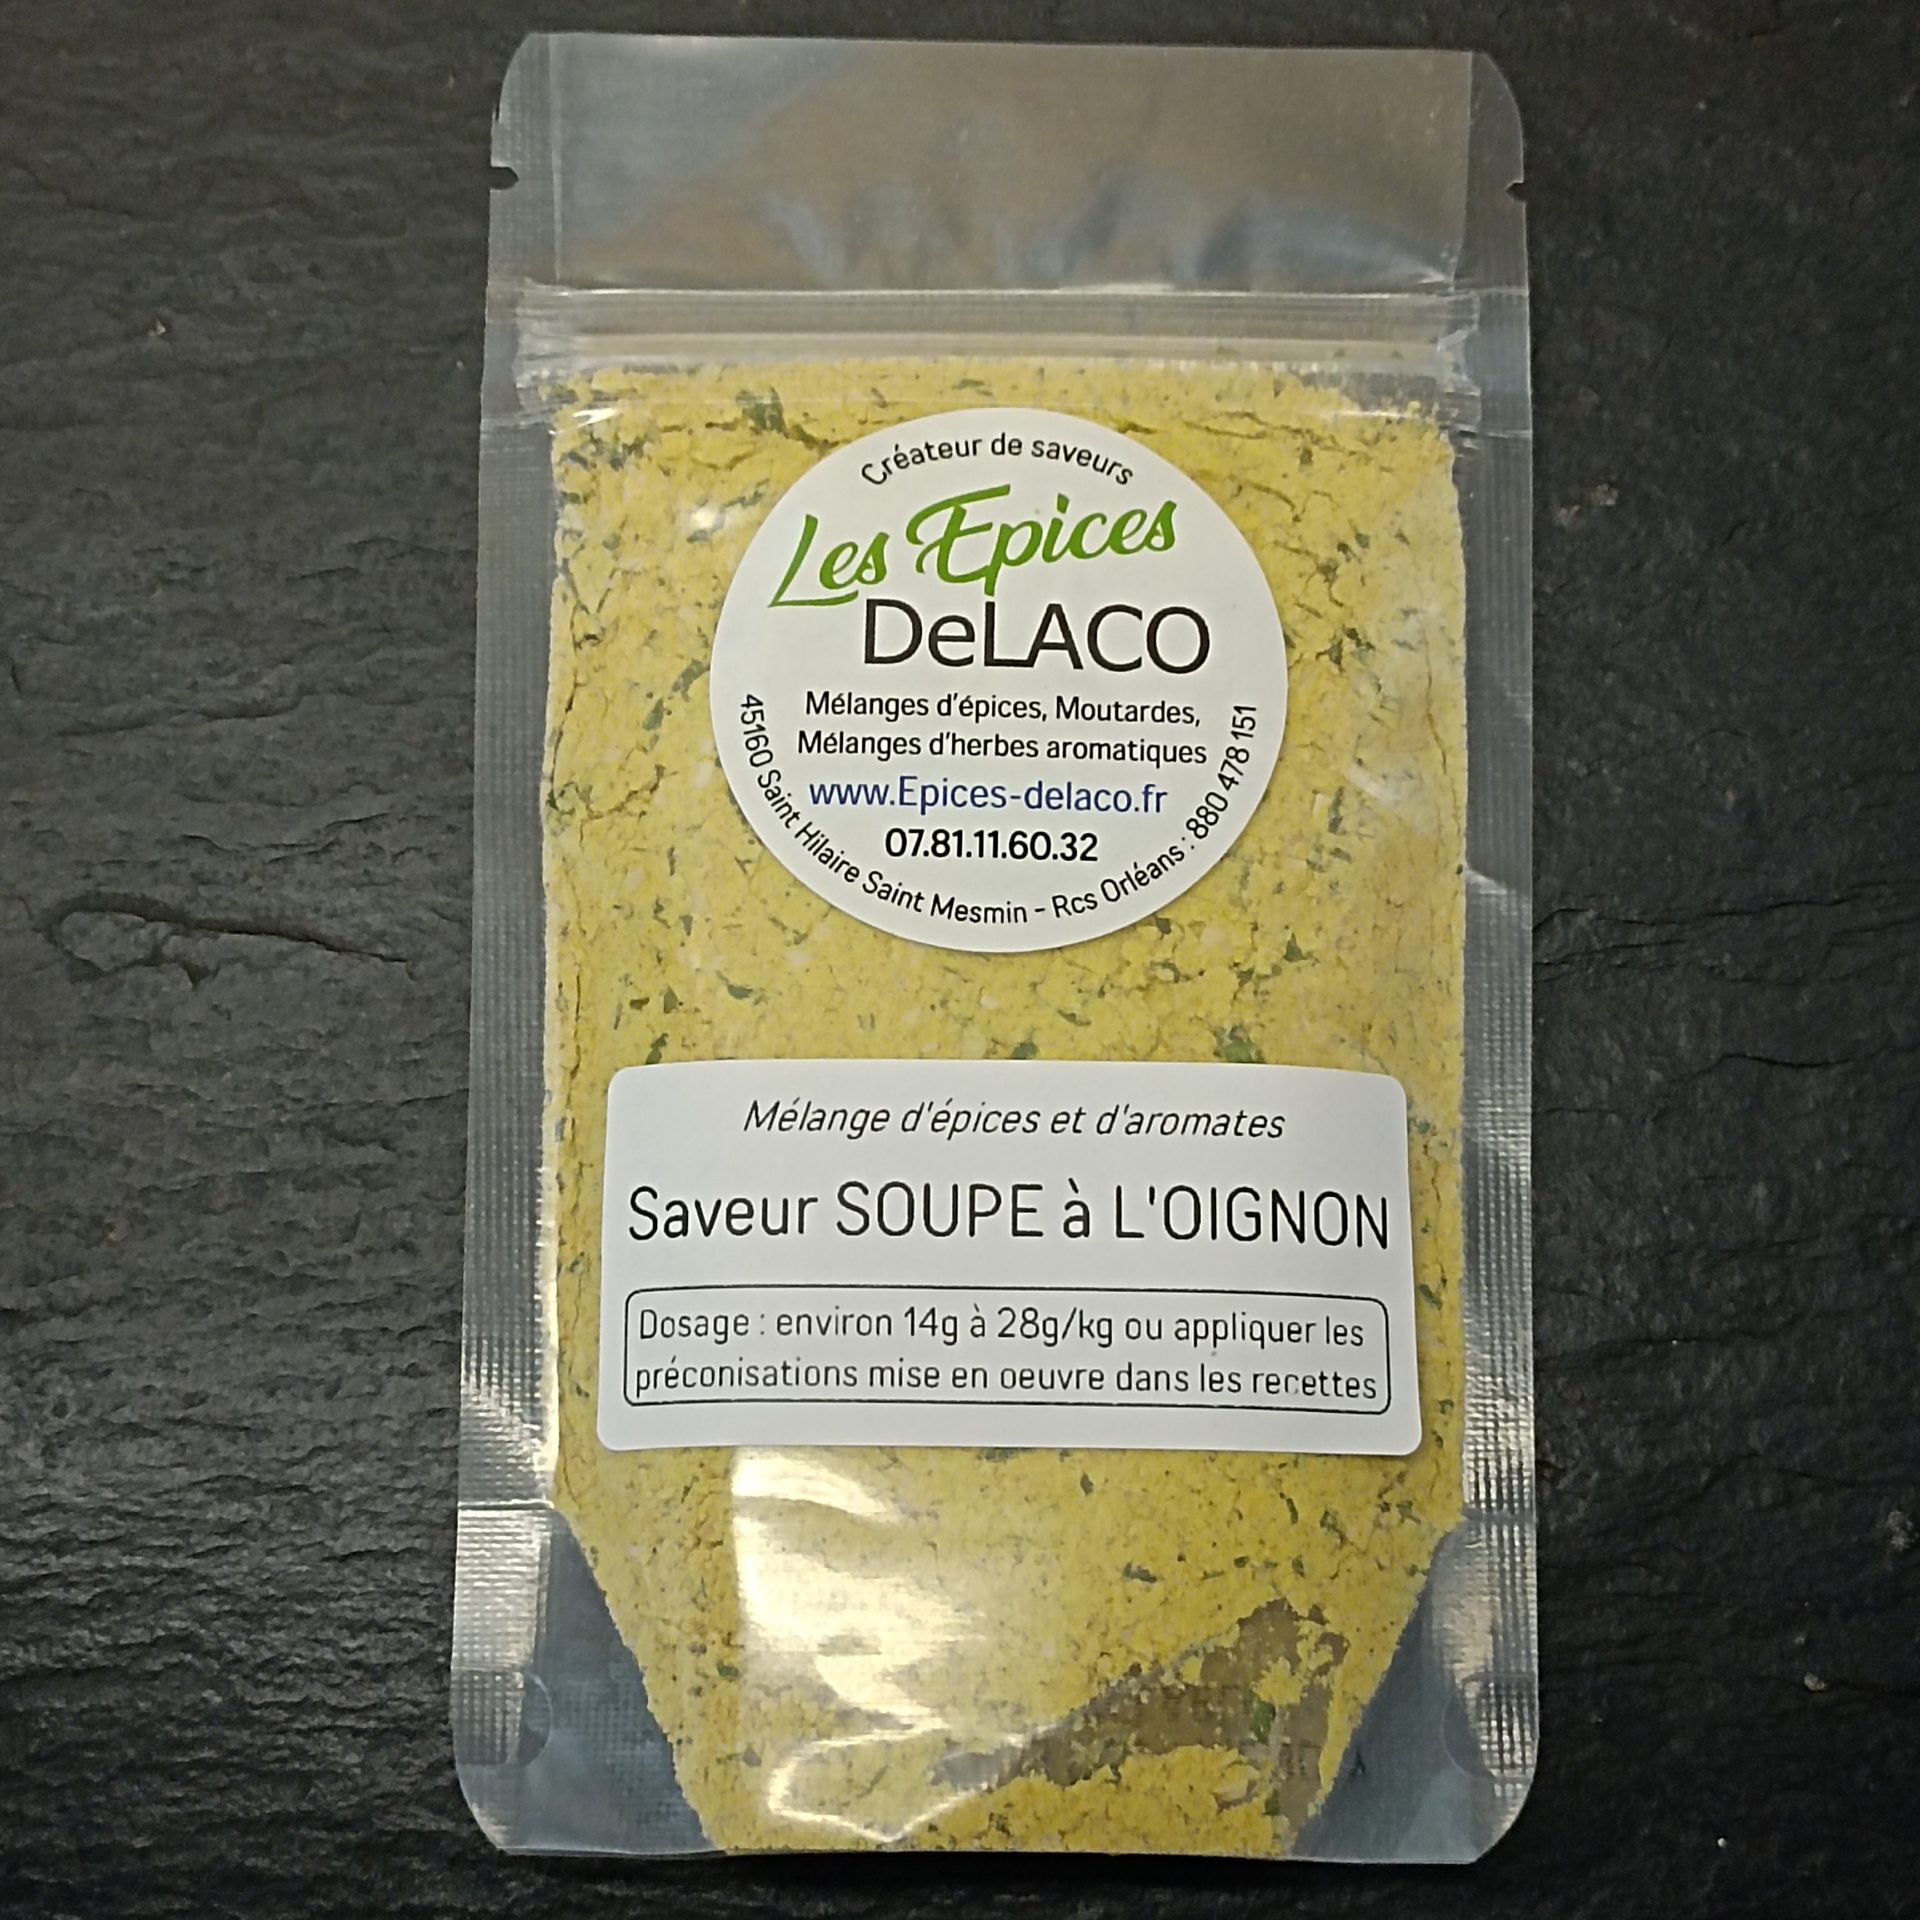 Créateur de saveurs
Les Epices
DeLACO
Mélanges d'épices, Moutardes,
Mélanges d'herbes aromatiques
www.Epices-delaco.fr
07.81.11.60.32
45160 Saint Hilaire Saint Mesmin - Rcs Orléans : 880 478 151
Mélange d'épices et d'aromates
Saveur SOUPE à L'OIGNON
Dosage : environ 14g à 28g/kg ou appliquer les
préconisations mise en oeuvre dans les recettes